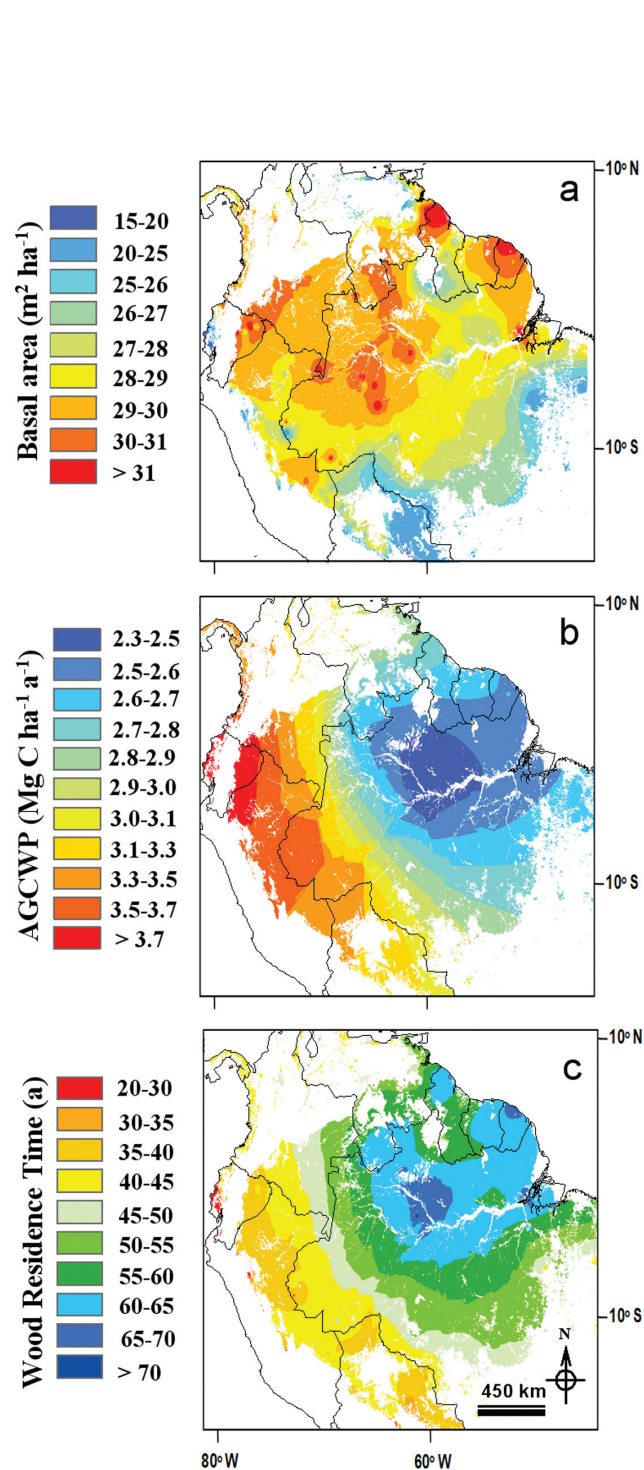 a
10°N
10°S
Basal area (m² ha⁻¹)
15-20
20-25
25-26
26-27
27-28
28-29
29-30
30-31
> 31
b
10°N
10°S
AGCWP (Mg C ha⁻¹ a⁻¹)
2.3-2.5
2.5-2.6
2.6-2.7
2.7-2.8
2.8-2.9
2.9-3.0
3.0-3.1
3.1-3.3
3.3-3.5
3.5-3.7
> 3.7
c
10°N
10°S
Wood Residence Time (a)
20-30
30-35
35-40
40-45
45-50
50-55
55-60
60-65
65-70
> 70
N
450 km
80°W
60°W